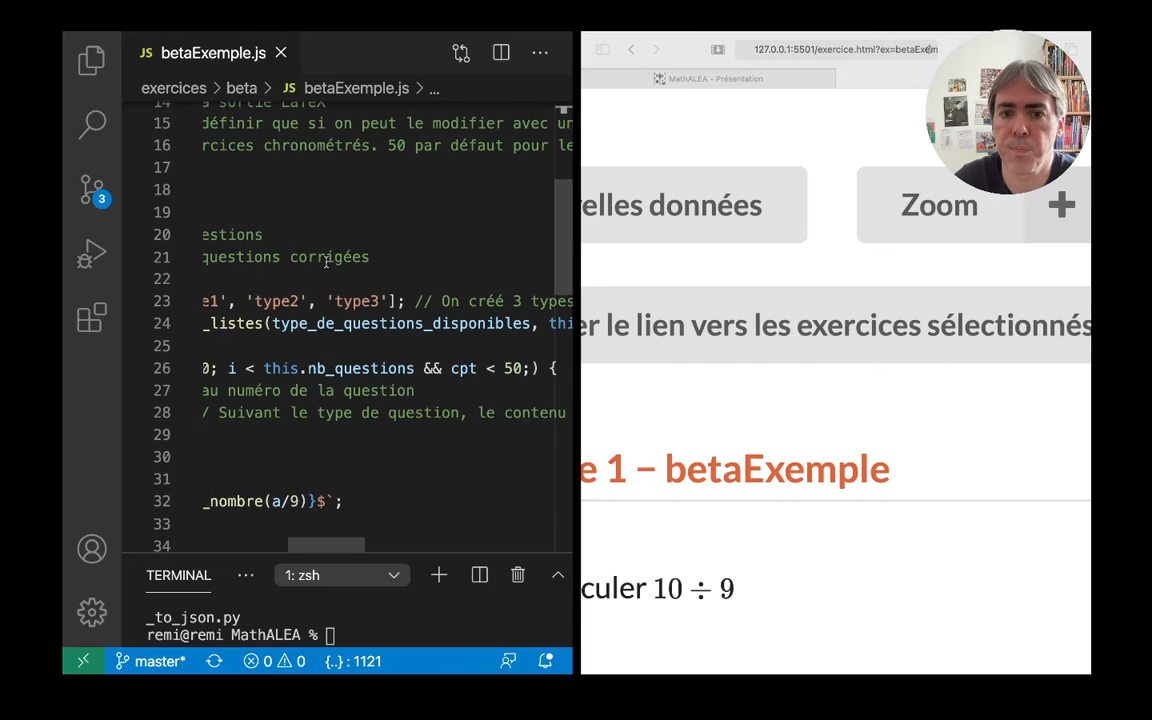 JS betaExemple.js
exercices > beta > JS betaExemple.js > ...
14 a sortie LaTeX
15 définir que si on peut le modifier avec un
16 rcices chronométrés. 50 par défaut pour le
17
18
19
20 estions
21 questions corrigées
22
23 e1', 'type2', 'type3']; // On créé 3 types
24 _listes(type_de_questions_disponibles, thi
25
26 0; i < this.nb_questions && cpt < 50;) {
27 au numéro de la question
28 / Suivant le type de question, le contenu
29
30
31
32 _nombre(a/9)}$`;
33
34
TERMINAL ... 1: zsh
_to_json.py
remi@remi MathALEA %
master* 0 0 {..} : 1121
3
127.0.0.1:5501/exercice.html?ex=betaExem
MathALEA - Présentation
elles données
Zoom +
er le lien vers les exercices sélectionnés
e 1 – betaExemple
culer 10 ÷ 9